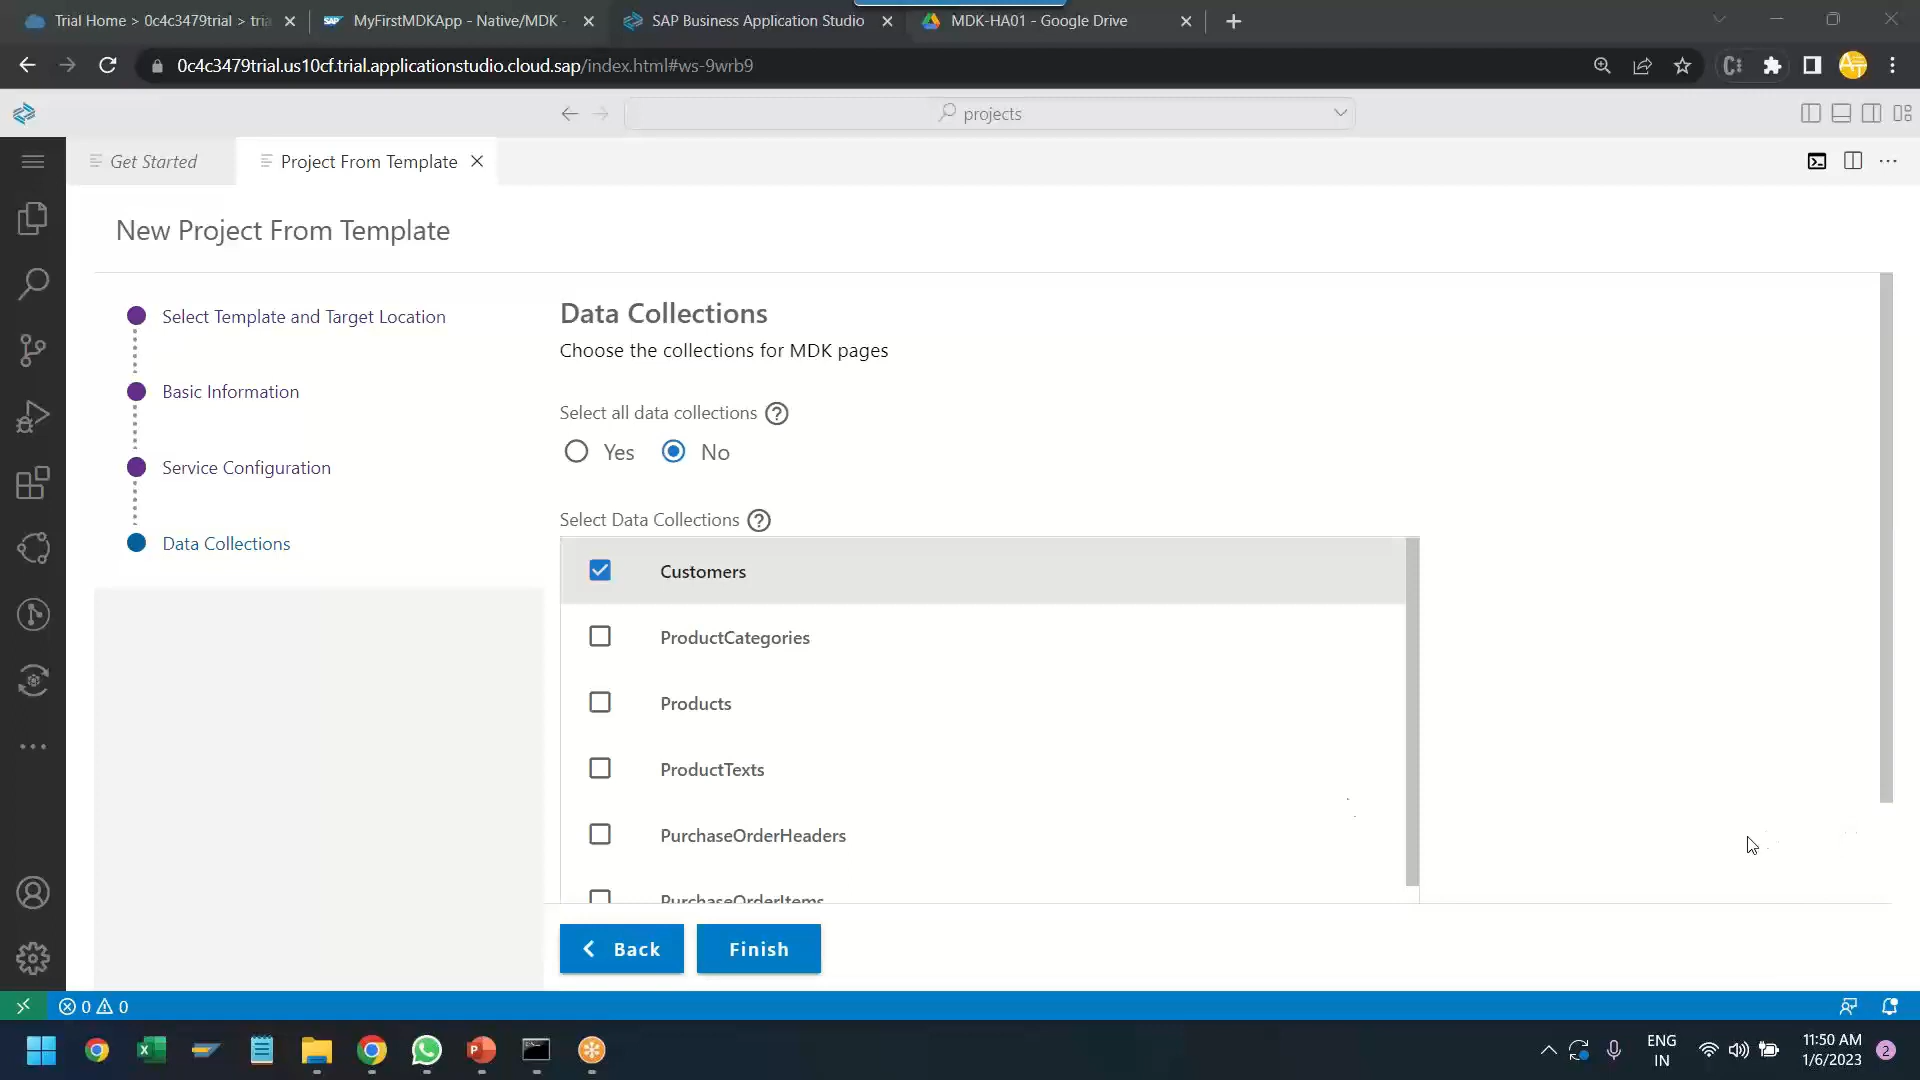 Trial Home > 0c4c3479trial > tria
MyFirstMDKApp - Native/MDK -
SAP Business Application Studio
MDK-HA01 - Google Drive
0c4c3479trial.us10cf.trial.applicationstudio.cloud.sap/index.html#ws-9wrb9
projects
Get Started
Project From Template
New Project From Template
Select Template and Target Location
Basic Information
Service Configuration
Data Collections
Data Collections
Choose the collections for MDK pages
Select all data collections
Yes No
Select Data Collections
Customers
ProductCategories
Products
ProductTexts
PurchaseOrderHeaders
PurchaseOrderItems
Back
Finish
0 0
ENG
IN
11:50 AM
1/6/2023
2